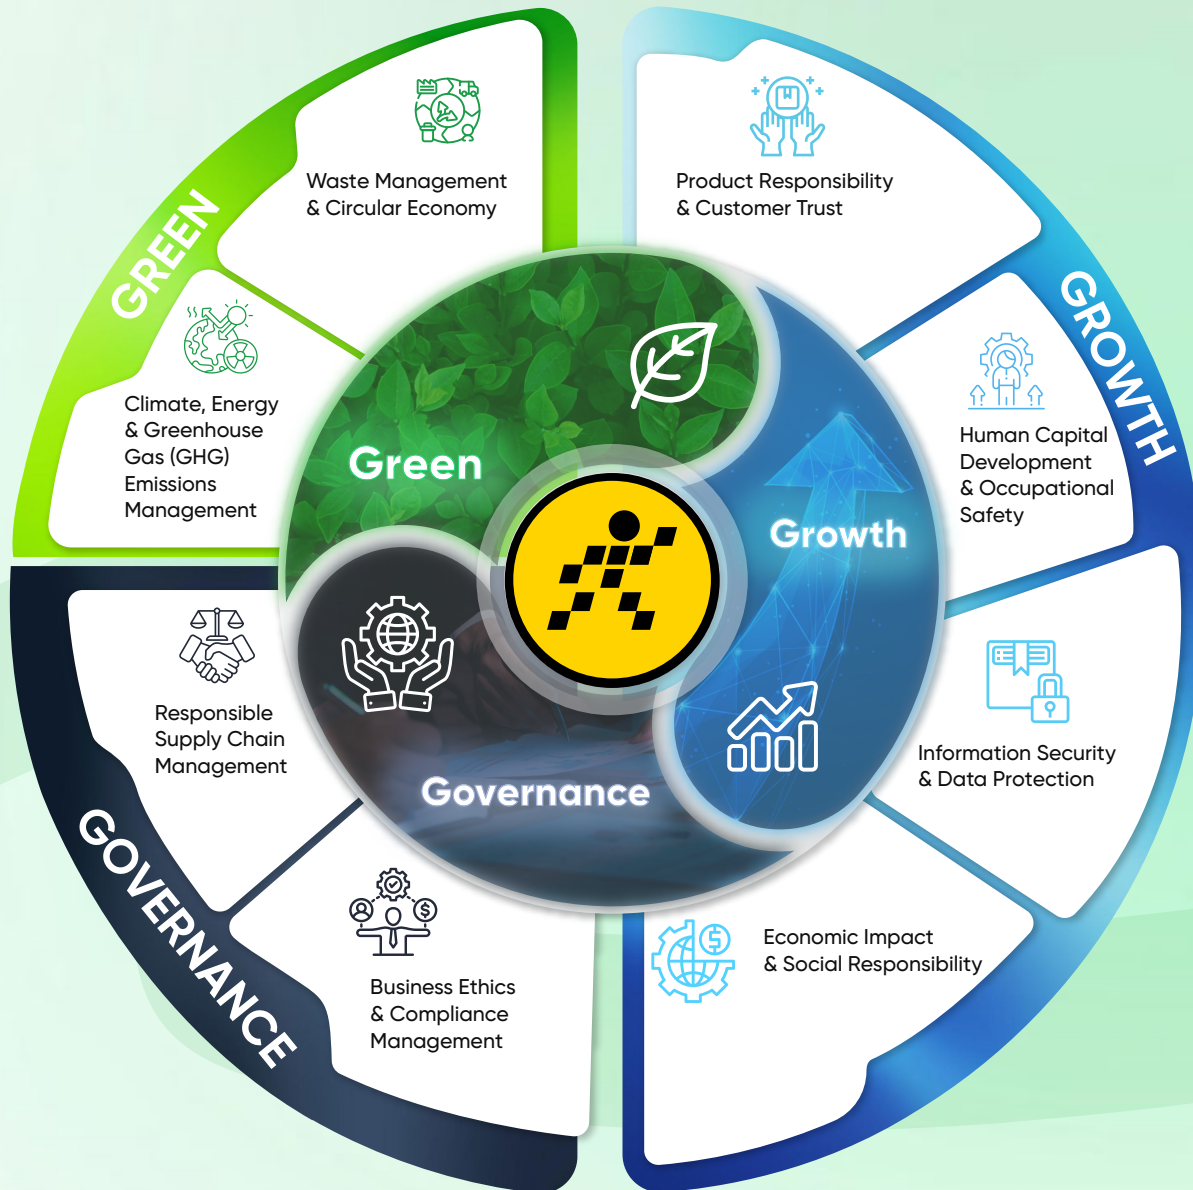 GREEN
Waste Management
& Circular Economy
Climate, Energy
& Greenhouse
Gas (GHG)
Emissions
Management
GROWTH
Product Responsibility
& Customer Trust
Human Capital
Development
& Occupational
Safety
Information Security
& Data Protection
Economic Impact
& Social Responsibility
GOVERNANCE
Responsible
Supply Chain
Management
Business Ethics
& Compliance
Management
Green
Growth
Governance